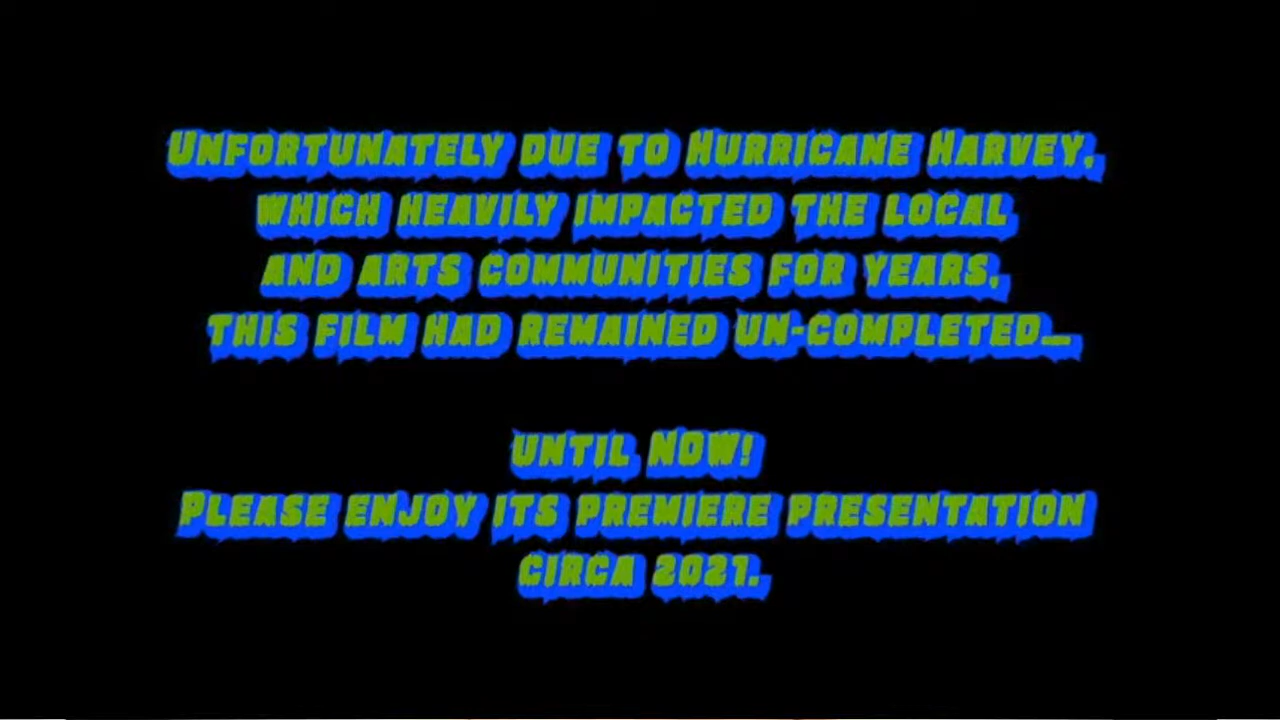 Unfortunately due to Hurricane Harvey,
which heavily impacted the local
and arts communities for years,
this film had remained un-completed...
until NOW!
Please enjoy its premiere presentation
circa 2021.